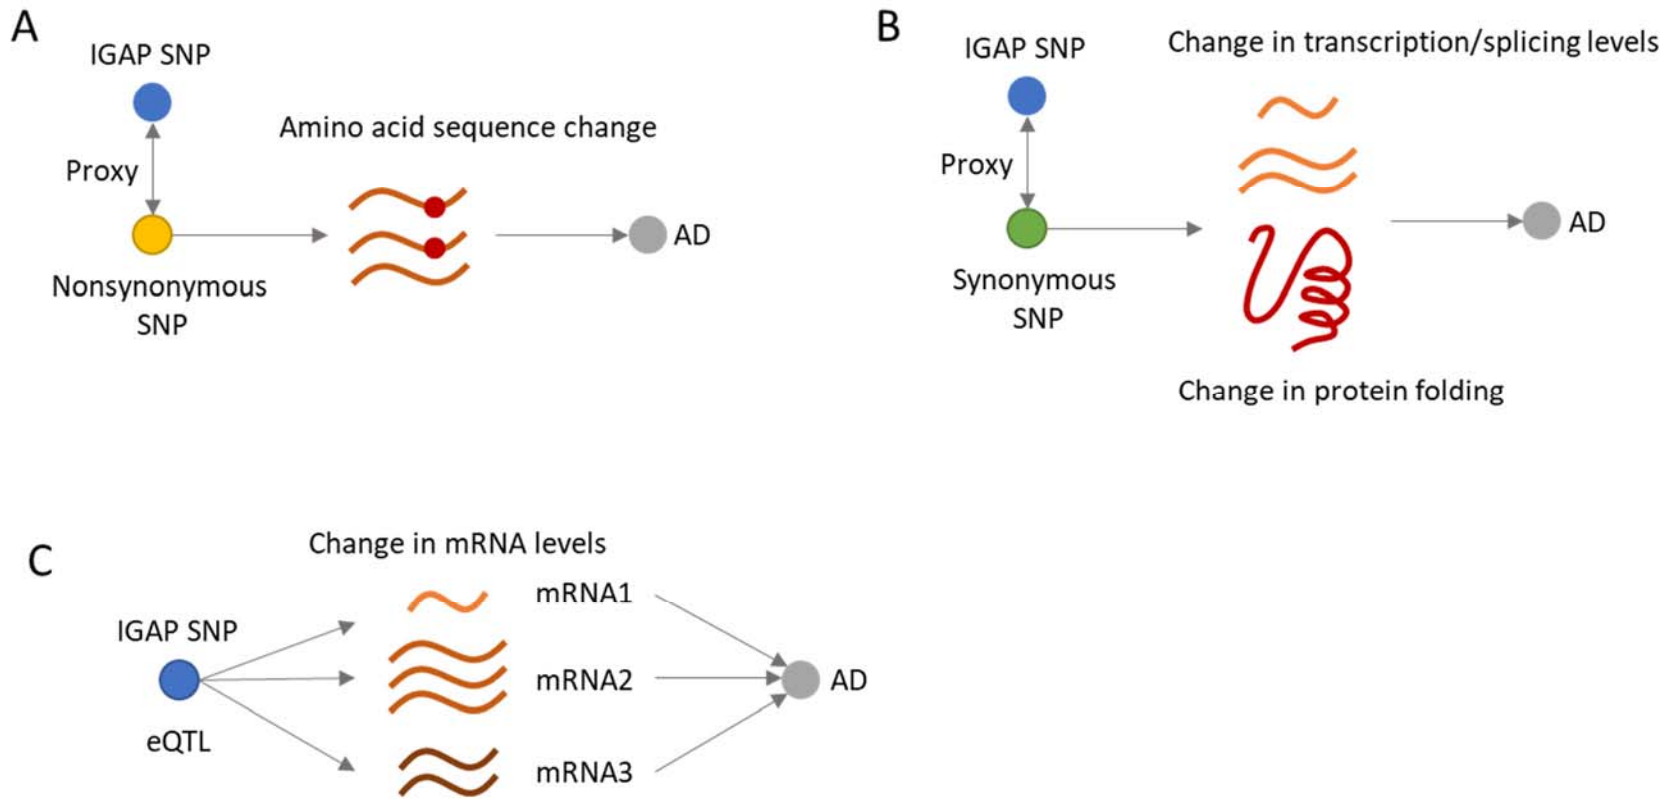 A
IGAP SNP
Amino acid sequence change
Proxy
AD
Nonsynonymous
SNP
B
IGAP SNP
Change in transcription/splicing levels
Proxy
AD
Synonymous
SNP
Change in protein folding
C
Change in mRNA levels
IGAP SNP
eQTL
mRNA1
mRNA2
mRNA3
AD